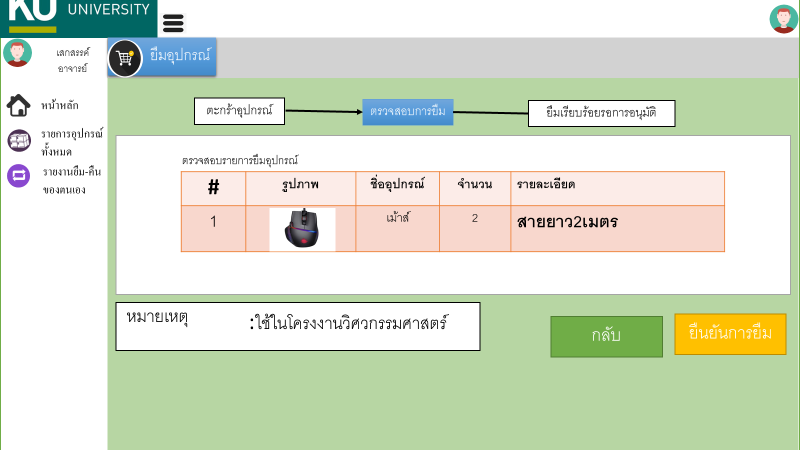 KU UNIVERSITY
เสกสรรค์
อาจารย์
ยืมอุปกรณ์
หน้าหลัก
รายการอุปกรณ์
ทั้งหมด
รายงานยืม-คืน
ของตนเอง
ตะกร้าอุปกรณ์
ตรวจสอบการยืม
ยืมเรียบร้อยรอการอนุมัติ
ตรวจสอบรายการยืมอุปกรณ์
# รูปภาพ ชื่ออุปกรณ์ จำนวน รายละเอียด
1 เม้าส์ 2 สายยาว2เมตร
หมายเหตุ :ใช้ในโครงงานวิศวกรรมศาสตร์
กลับ
ยืนยันการยืม